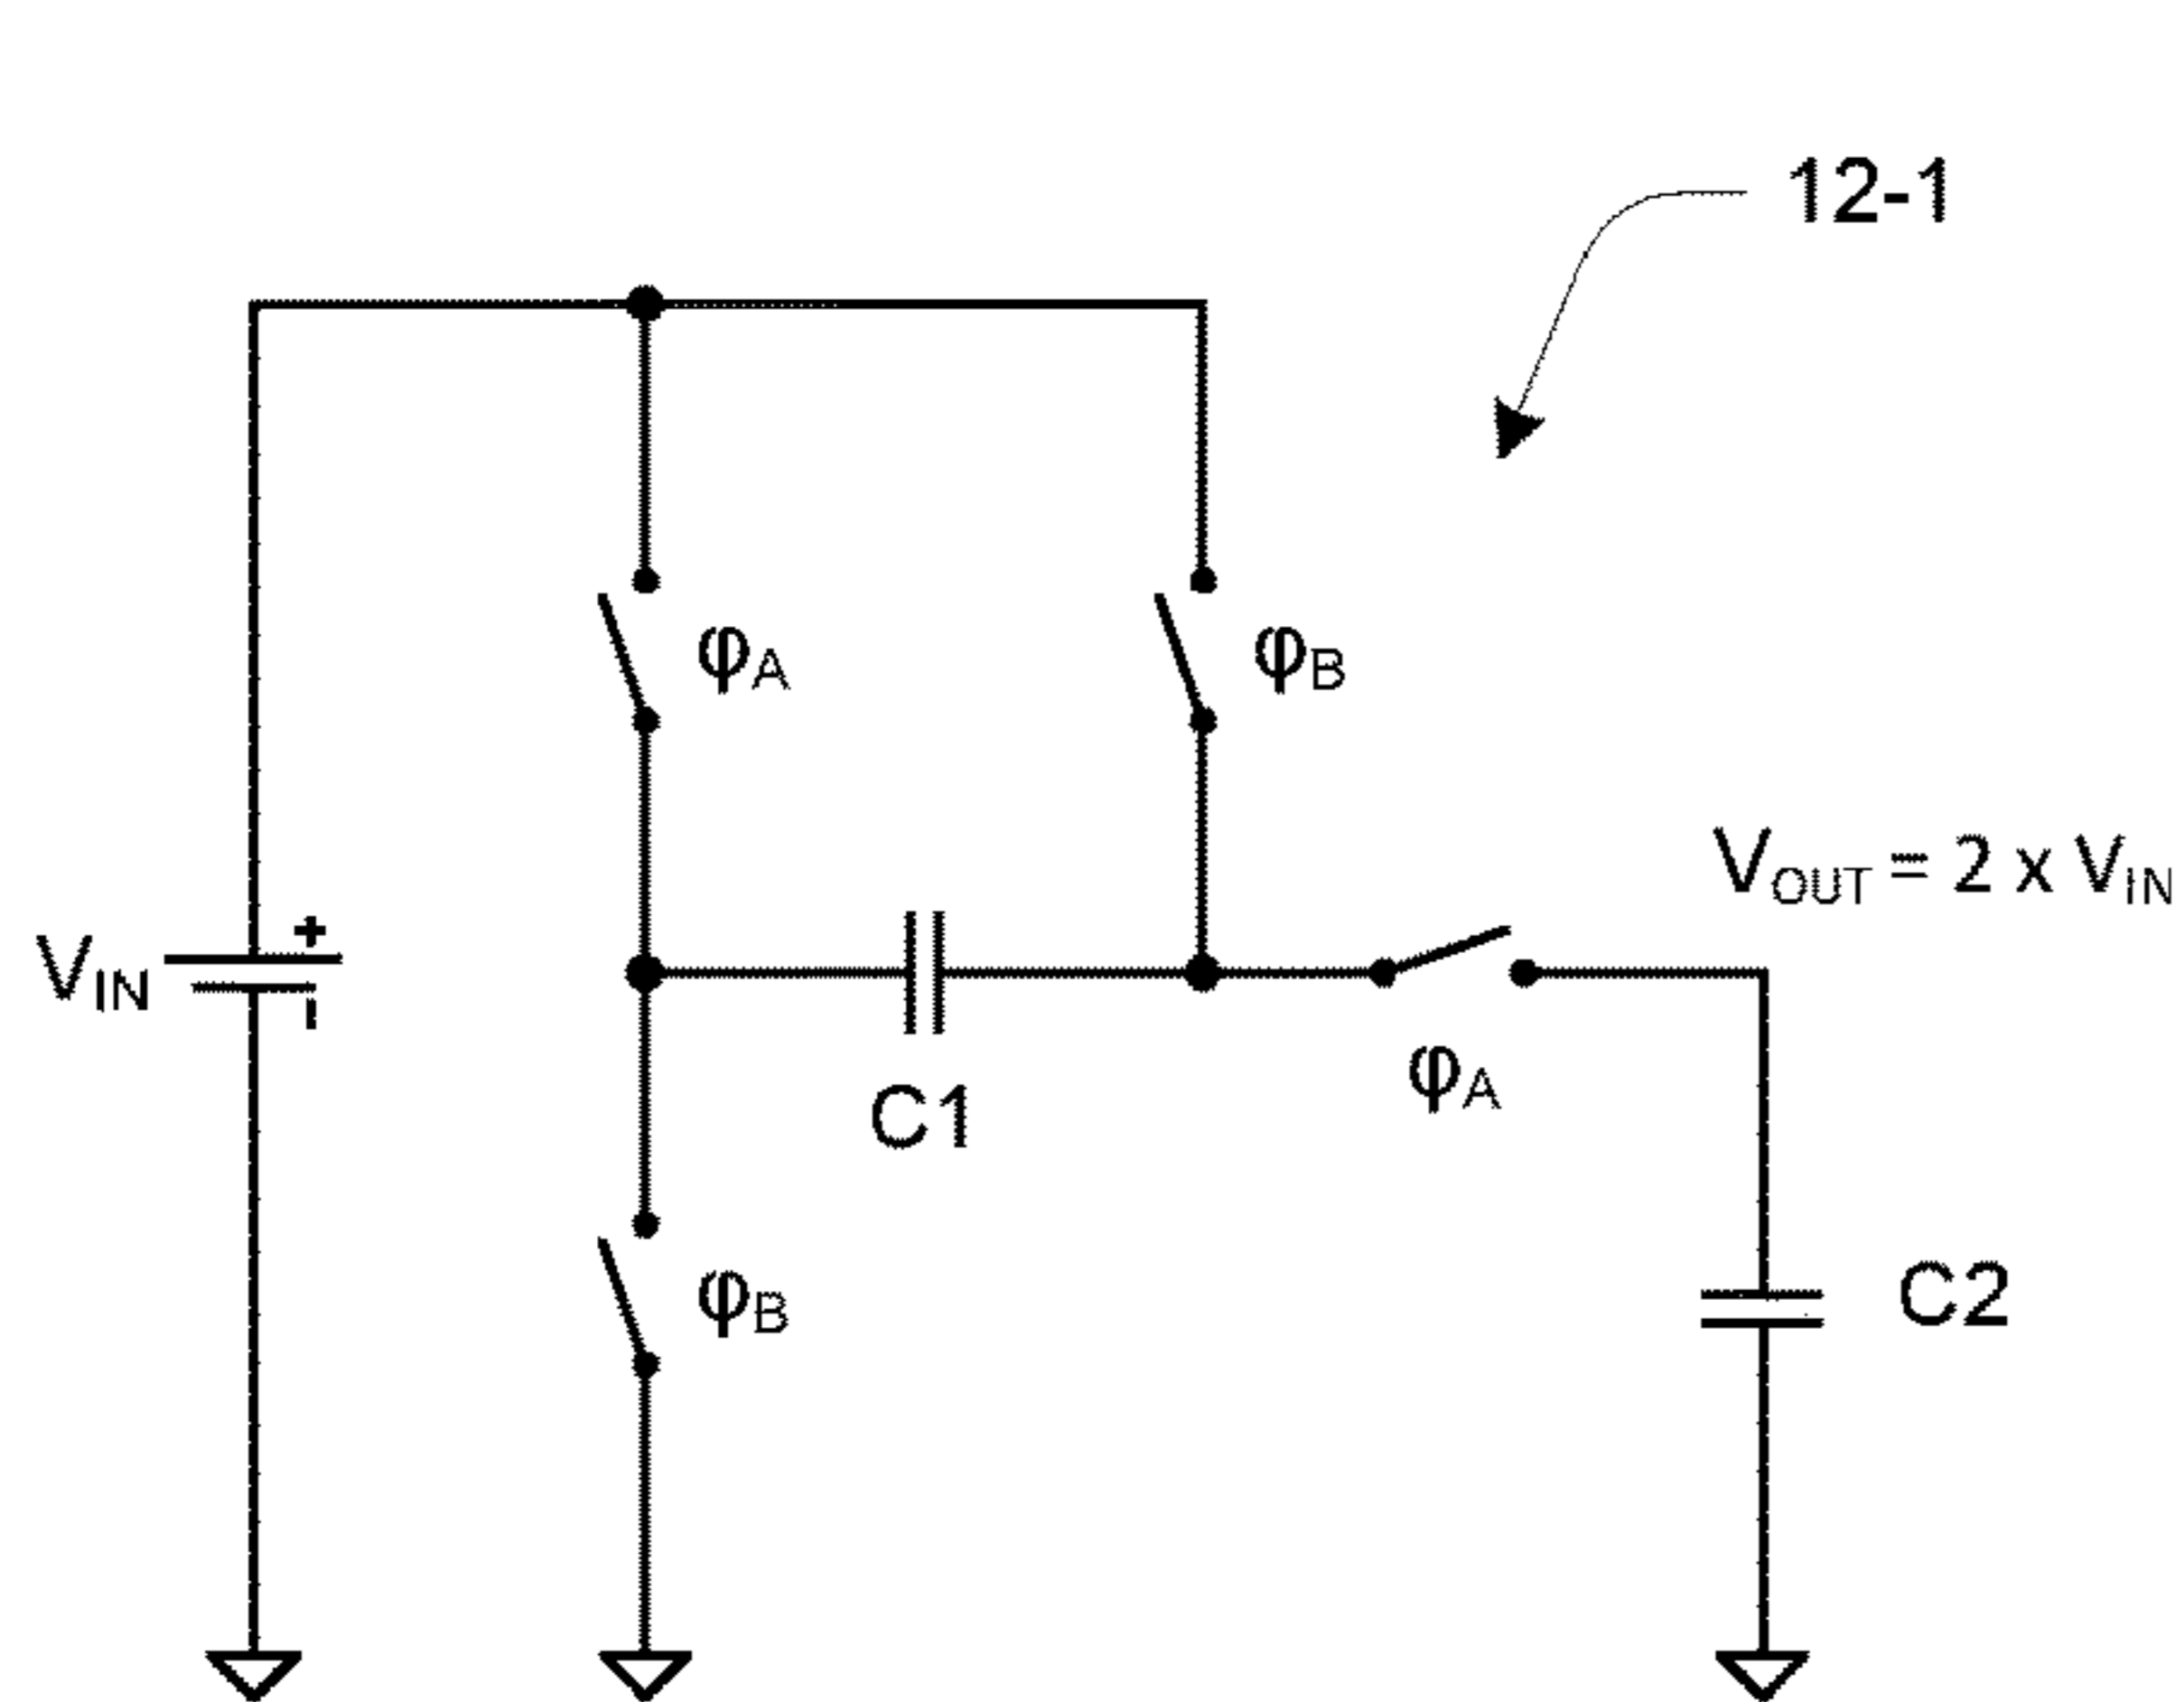 12-1
φA
φB
VOUT = 2 x VIN
+
VIN
-
φA
C1
φB
C2